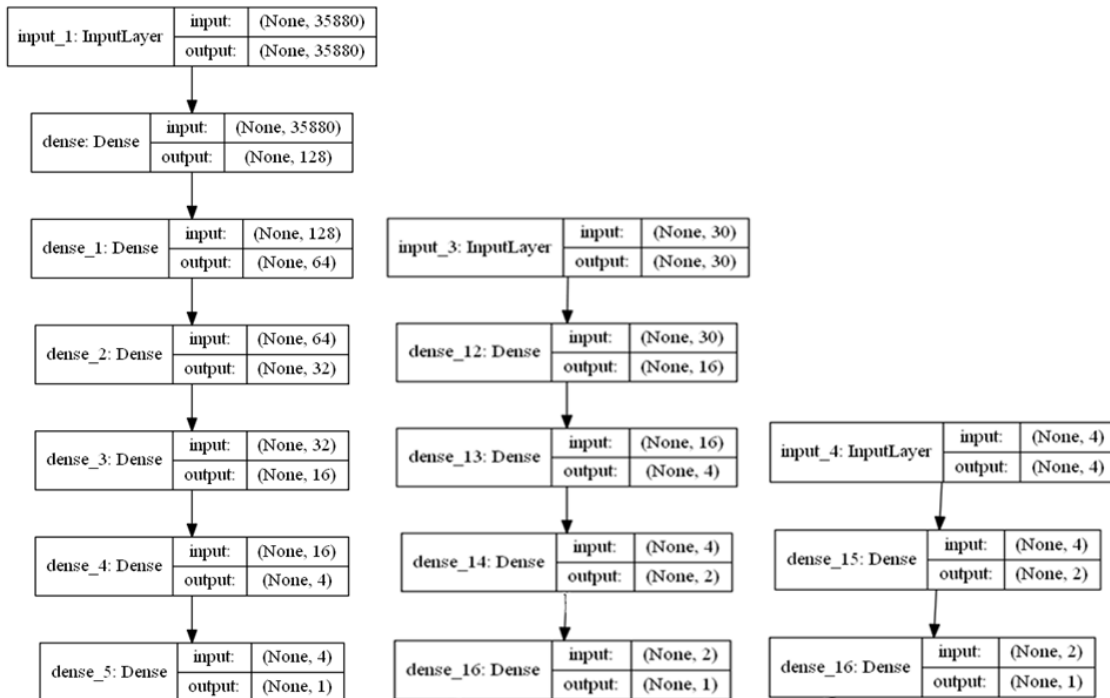 input_1: InputLayer
input: (None, 35880)
output: (None, 35880)
dense: Dense
input: (None, 35880)
output: (None, 128)
dense_1: Dense
input: (None, 128)
output: (None, 64)
dense_2: Dense
input: (None, 64)
output: (None, 32)
dense_3: Dense
input: (None, 32)
output: (None, 16)
dense_4: Dense
input: (None, 16)
output: (None, 4)
dense_5: Dense
input: (None, 4)
output: (None, 1)
input_3: InputLayer
input: (None, 30)
output: (None, 30)
dense_12: Dense
input: (None, 30)
output: (None, 16)
dense_13: Dense
input: (None, 16)
output: (None, 4)
dense_14: Dense
input: (None, 4)
output: (None, 2)
dense_16: Dense
input: (None, 2)
output: (None, 1)
input_4: InputLayer
input: (None, 4)
output: (None, 4)
dense_15: Dense
input: (None, 4)
output: (None, 2)
dense_16: Dense
input: (None, 2)
output: (None, 1)